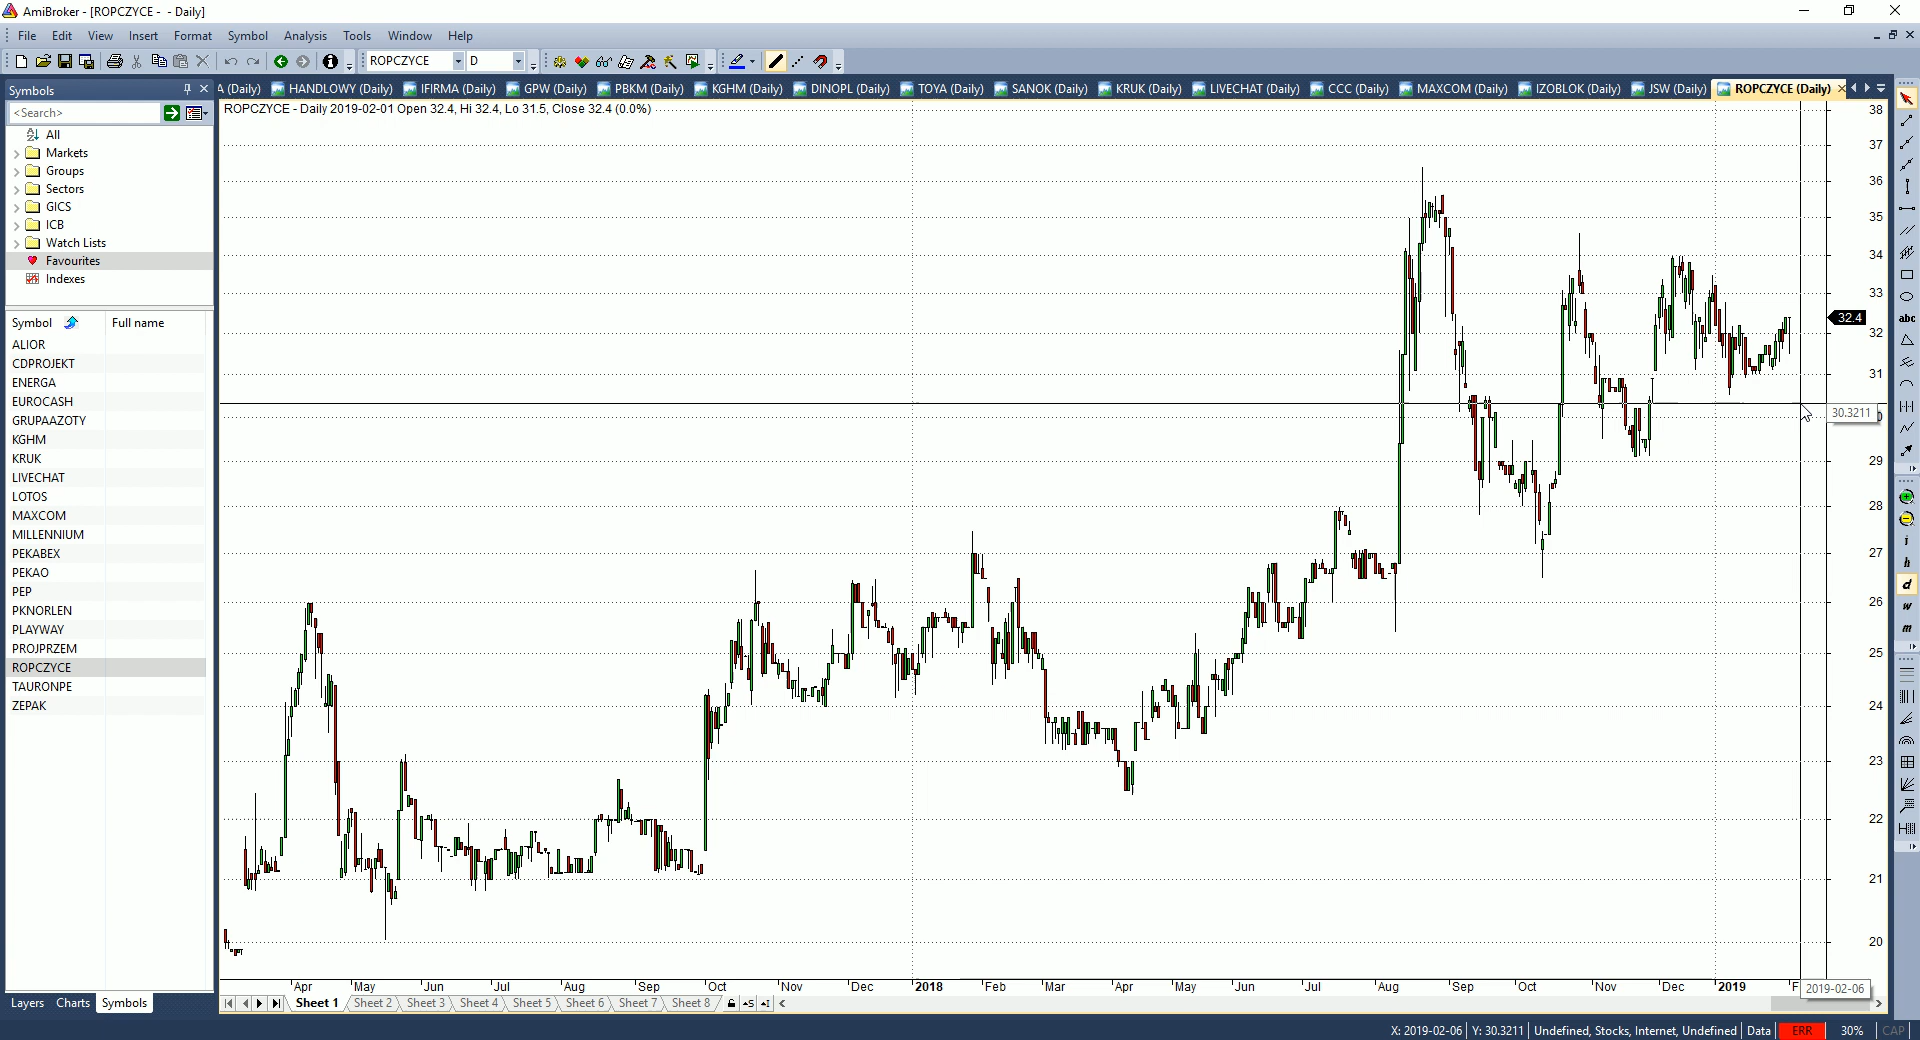 AmiBroker - [ROPCZYCE - - Daily]
File Edit View Insert Format Symbol Analysis Tools Window Help
ROPCZYCE D
Symbols
A (Daily) HANDLOWY (Daily) IFIRMA (Daily) GPW (Daily) PBKM (Daily) KGHM (Daily) DINOPL (Daily) TOYA (Daily) SANOK (Daily) KRUK (Daily) LIVECHAT (Daily) CCC (Daily) MAXCOM (Daily) IZOBLOK (Daily) JSW (Daily) ROPCZYCE (Daily)
<Search>
ROPCZYCE - Daily 2019-02-01 Open 32.4, Hi 32.4, Lo 31.5, Close 32.4 (0.0%)
All
Markets
Groups
Sectors
GICS
ICB
Watch Lists
Favourites
Indexes
Symbol Full name
ALIOR
CDPROJEKT
ENERGA
EUROCASH
GRUPAAZOTY
KGHM
KRUK
LIVECHAT
LOTOS
MAXCOM
MILLENNIUM
PEKABEX
PEKAO
PEP
PKNORLEN
PLAYWAY
PROJPRZEM
ROPCZYCE
TAURONPE
ZEPAK
38
37
36
35
34
33
32.4
32
31
30.3211
0
29
28
27
26
25
24
23
22
21
20
abc
i
h
d
w
m
Apr May Jun Jul Aug Sep Oct Nov Dec 2018 Feb Mar Apr May Jun Jul Aug Sep Oct Nov Dec 2019 F
2019-02-06
Layers Charts Symbols
Sheet 1 Sheet 2 Sheet 3 Sheet 4 Sheet 5 Sheet 6 Sheet 7 Sheet 8
X: 2019-02-06 Y: 30.3211 Undefined, Stocks, Internet, Undefined Data ERR 30% CAP